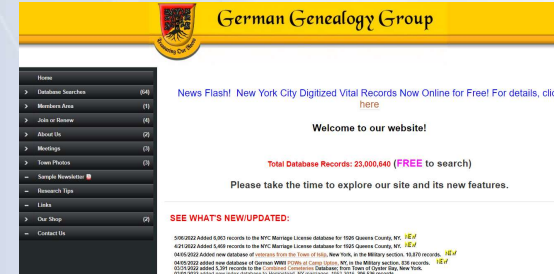 German Genealogy Group
Treasuring Our Roots
Home
> Database Searches (64)
> Members Area (1)
> Join or Renew (4)
> About Us (2)
> Meetings (3)
> Town Photos (3)
– Sample Newsletter
– Research Tips
– Links
> Our Shop (2)
– Contact Us
News Flash! New York City Digitized Vital Records Now Online for Free! For details, clic
here
Welcome to our website!
Total Database Records: 23,000,640 (FREE to search)
Please take the time to explore our site and its new features.
SEE WHAT'S NEW/UPDATED:
5/06/2022 Added 6,063 records to the NYC Marriage License database for 1926 Queens County, NY. NEW
4/21/2022 Added 5,469 records to the NYC Marriage License database for 1925 Queens County, NY. NEW
04/05/2022 Added new database of veterans from the Town of Islip, New York, in the Military section. 10,870 records. NEW
04/05/2022 added new database of German WWII POWs at Camp Upton, NY, in the Military section. 836 records. NEW
03/31/2022 added 5,391 records to the Combined Cemeteries Database; from Town of Oyster Bay, New York.